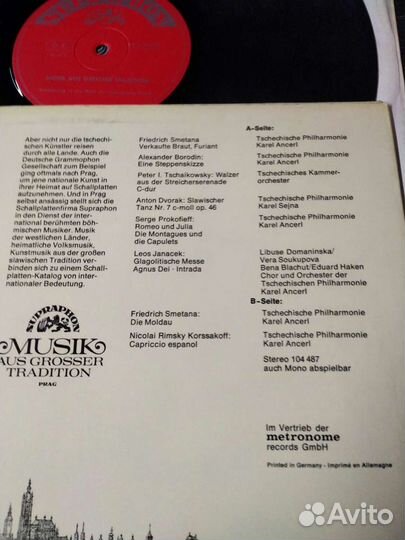 MUSIK AUS GROSSER TRADITION
Aber nicht nur die tschechi-
schen Künstler reisen
durch alle Lande. Auch die
Deutsche Grammophon
Gesellschaft zum Beispiel
ging oftmals nach Prag,
um jene nationale Kunst in
ihrer Heimat auf Schallplatten
aufzunehmen. Und in Prag
selbst ansässig stellt sich die
Schallplattenfirma Supraphon
in den Dienst der inter-
national berühmten böh-
mischen Musiker. Musik
der westlichen Länder,
heimatliche Volksmusik,
Kunstmusik aus der großen
slawischen Tradition ver-
binden sich zu einem Schall-
platten-Katalog von inter-
nationaler Bedeutung.
Friedrich Smetana
Verkaufte Braut, Furiant
Alexander Borodin:
Eine Steppenskizze
Peter I. Tschaikowsky: Walzer
aus der Streicherserenade
C-dur
Anton Dvorak: Slawischer
Tanz Nr. 7 c-moll op. 46
Serge Prokofieff:
Romeo und Julia
Die Montagues und
die Capulets
Leos Janacek:
Glagolitische Messe
Agnus Dei · Intrada
Friedrich Smetana:
Die Moldau
Nicolai Rimsky Korssakoff:
Capriccio espanol
A-Seite:
Tschechische Philharmonie
Karel Ancerl
Tschechische Philharmonie
Karel Ancerl
Tschechisches Kammer-
orchester
Tschechische Philharmonie
Karel Sejna
Tschechische Philharmonie
Karel Ancerl
Libuse Domaninska/
Vera Soukupova
Bena Blachut/Eduard Haken
Chor und Orchester der
Tschechischen Philharmonie
Karel Ancerl
B-Seite:
Tschechische Philharmonie
Karel Ancerl
Tschechische Philharmonie
Karel Ancerl
Stereo 104 487
auch Mono abspielbar
SUPRAPHON
MUSIK
AUS GROSSER
TRADITION
PRAG
Im Vertrieb der
metronome
records GmbH
Printed in Germany - Imprimé en Allemagne
Avito